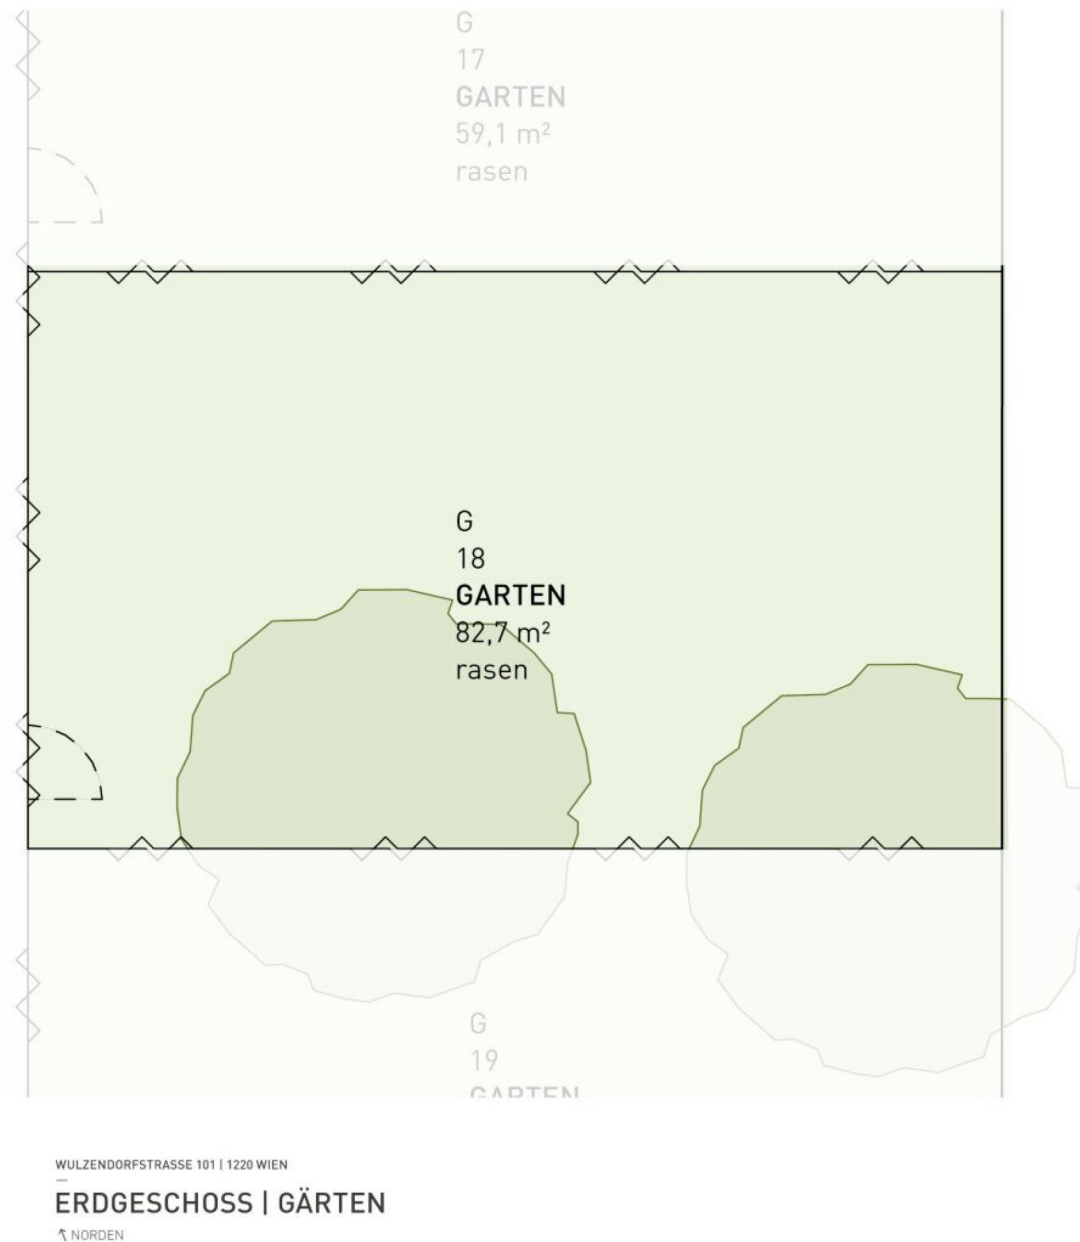 G
17
GARTEN
59,1 m²
rasen
G
18
GARTEN
82,7 m²
rasen
G
19
GARTEN
WULZENDORFSTRASSE 101 | 1220 WIEN
ERDGESCHOSS | GÄRTEN
NORDEN